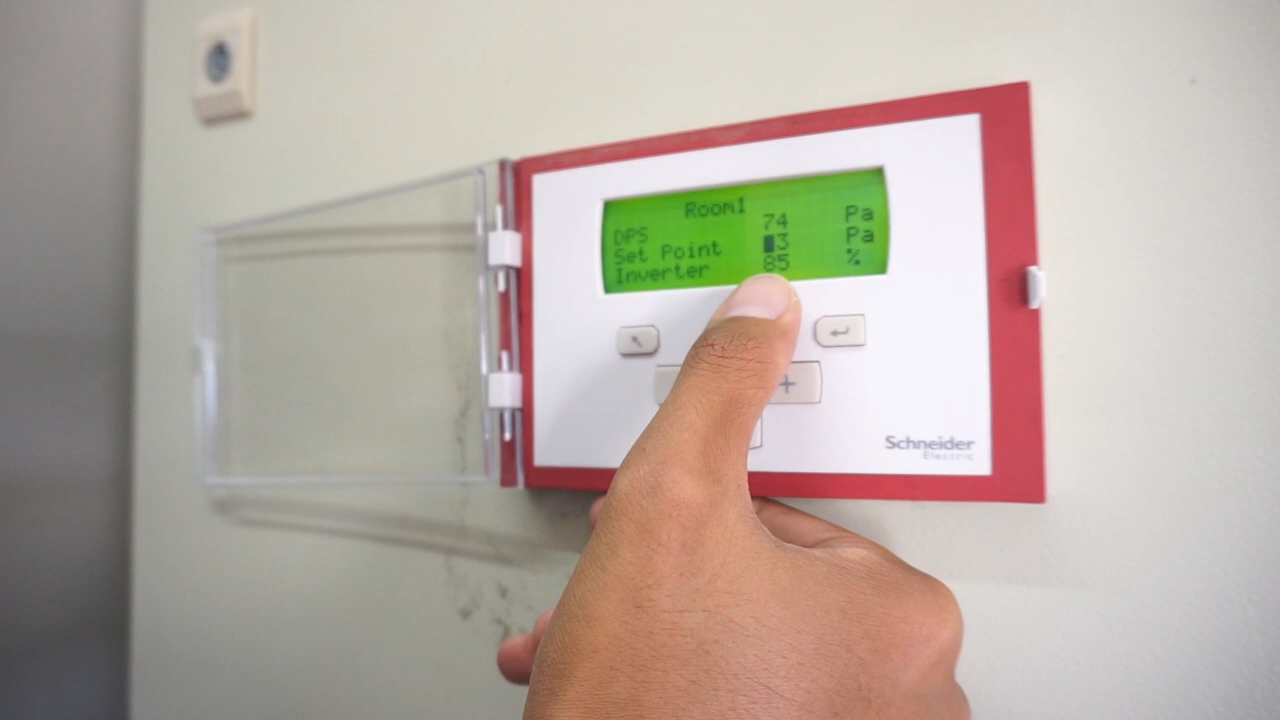 Room1
DPS 74 Pa
Set Point █3 Pa
Inverter 85 %
+
Schneider
Electric